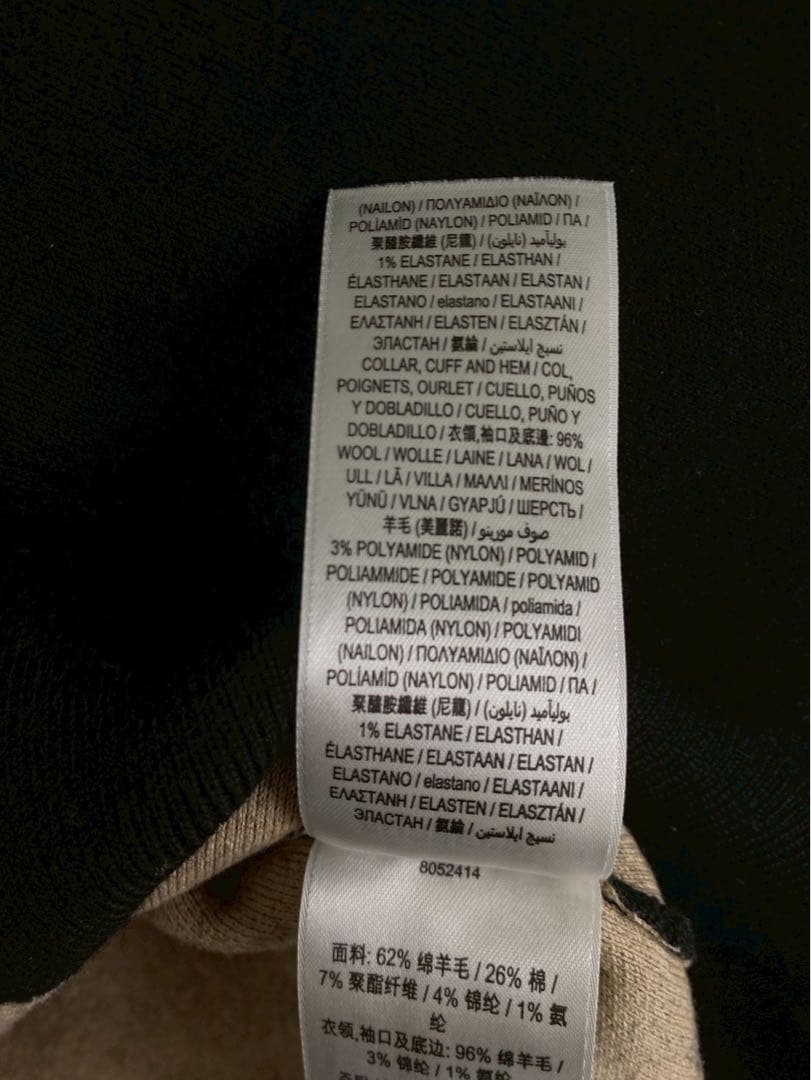 (NAILON) / ΠΟΛΥΑΜΙΔΙΟ (ΝΑΪΛΟΝ) /
POLİAMİD (NAYLON) / POLIAMID / ПА /
聚醯胺纖維 (尼龍) / بوليآميد (نايلون)
1% ELASTANE / ELASTHAN /
ÉLASTHANE / ELASTAAN / ELASTAN /
ELASTANO / elastano / ELASTAANI /
ΕΛΑΣΤΑΝΗ / ELASTEN / ELASZTÁN /
ЭЛАСТАН / 氨綸 / نسيج ايلاستين
COLLAR, CUFF AND HEM / COL,
POIGNETS, OURLET / CUELLO, PUÑOS
Y DOBLADILLO / CUELLO, PUÑO Y
DOBLADILLO / 衣領,袖口及底邊: 96%
WOOL / WOLLE / LAINE / LANA / WOL /
ULL / LÃ / VILLA / ΜΑΛΛΙ / MERİNOS
YÜNÜ / VLNA / GYAPJÚ / ШЕРСТЬ /
羊毛 (美麗諾) / صوف مورينو
3% POLYAMIDE (NYLON) / POLYAMID /
POLIAMMIDE / POLYAMIDE / POLYAMID
(NYLON) / POLIAMIDA / poliamida /
POLIAMIDA (NYLON) / POLYAMIDI
(NAILON) / ΠΟΛΥΑΜΙΔΙΟ (ΝΑΪΛΟΝ) /
POLİAMİD (NAYLON) / POLIAMID / ПА /
聚醯胺纖維 (尼龍) / بوليآميد (نايلون)
1% ELASTANE / ELASTHAN /
ÉLASTHANE / ELASTAAN / ELASTAN /
ELASTANO / elastano / ELASTAANI /
ΕΛΑΣΤΑΝΗ / ELASTEN / ELASZTÁN /
ЭЛАСТАН / 氨綸 / نسيج ايلاستين
8052414
面料: 62% 绵羊毛 / 26% 棉 /
7% 聚酯纤维 / 4% 锦纶 / 1% 氨
纶
衣领,袖口及底边: 96% 绵羊毛 /
3% 锦纶 / 1% 氨纶